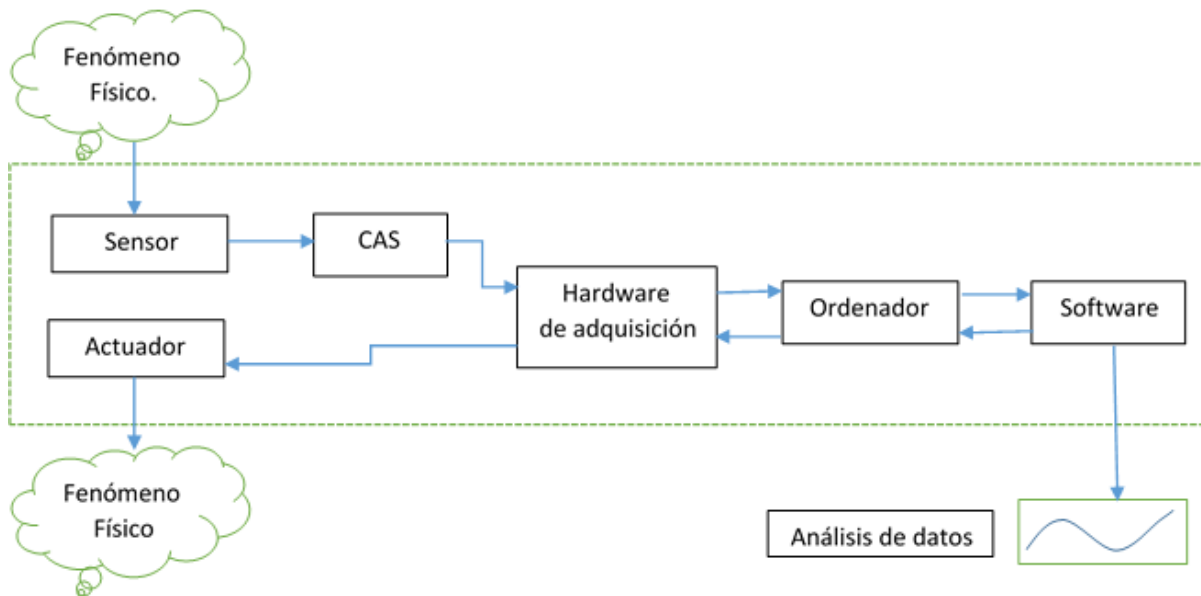 Fenómeno
Físico.
Sensor
CAS
Hardware
de adquisición
Ordenador
Software
Actuador
Fenómeno
Físico
Análisis de datos